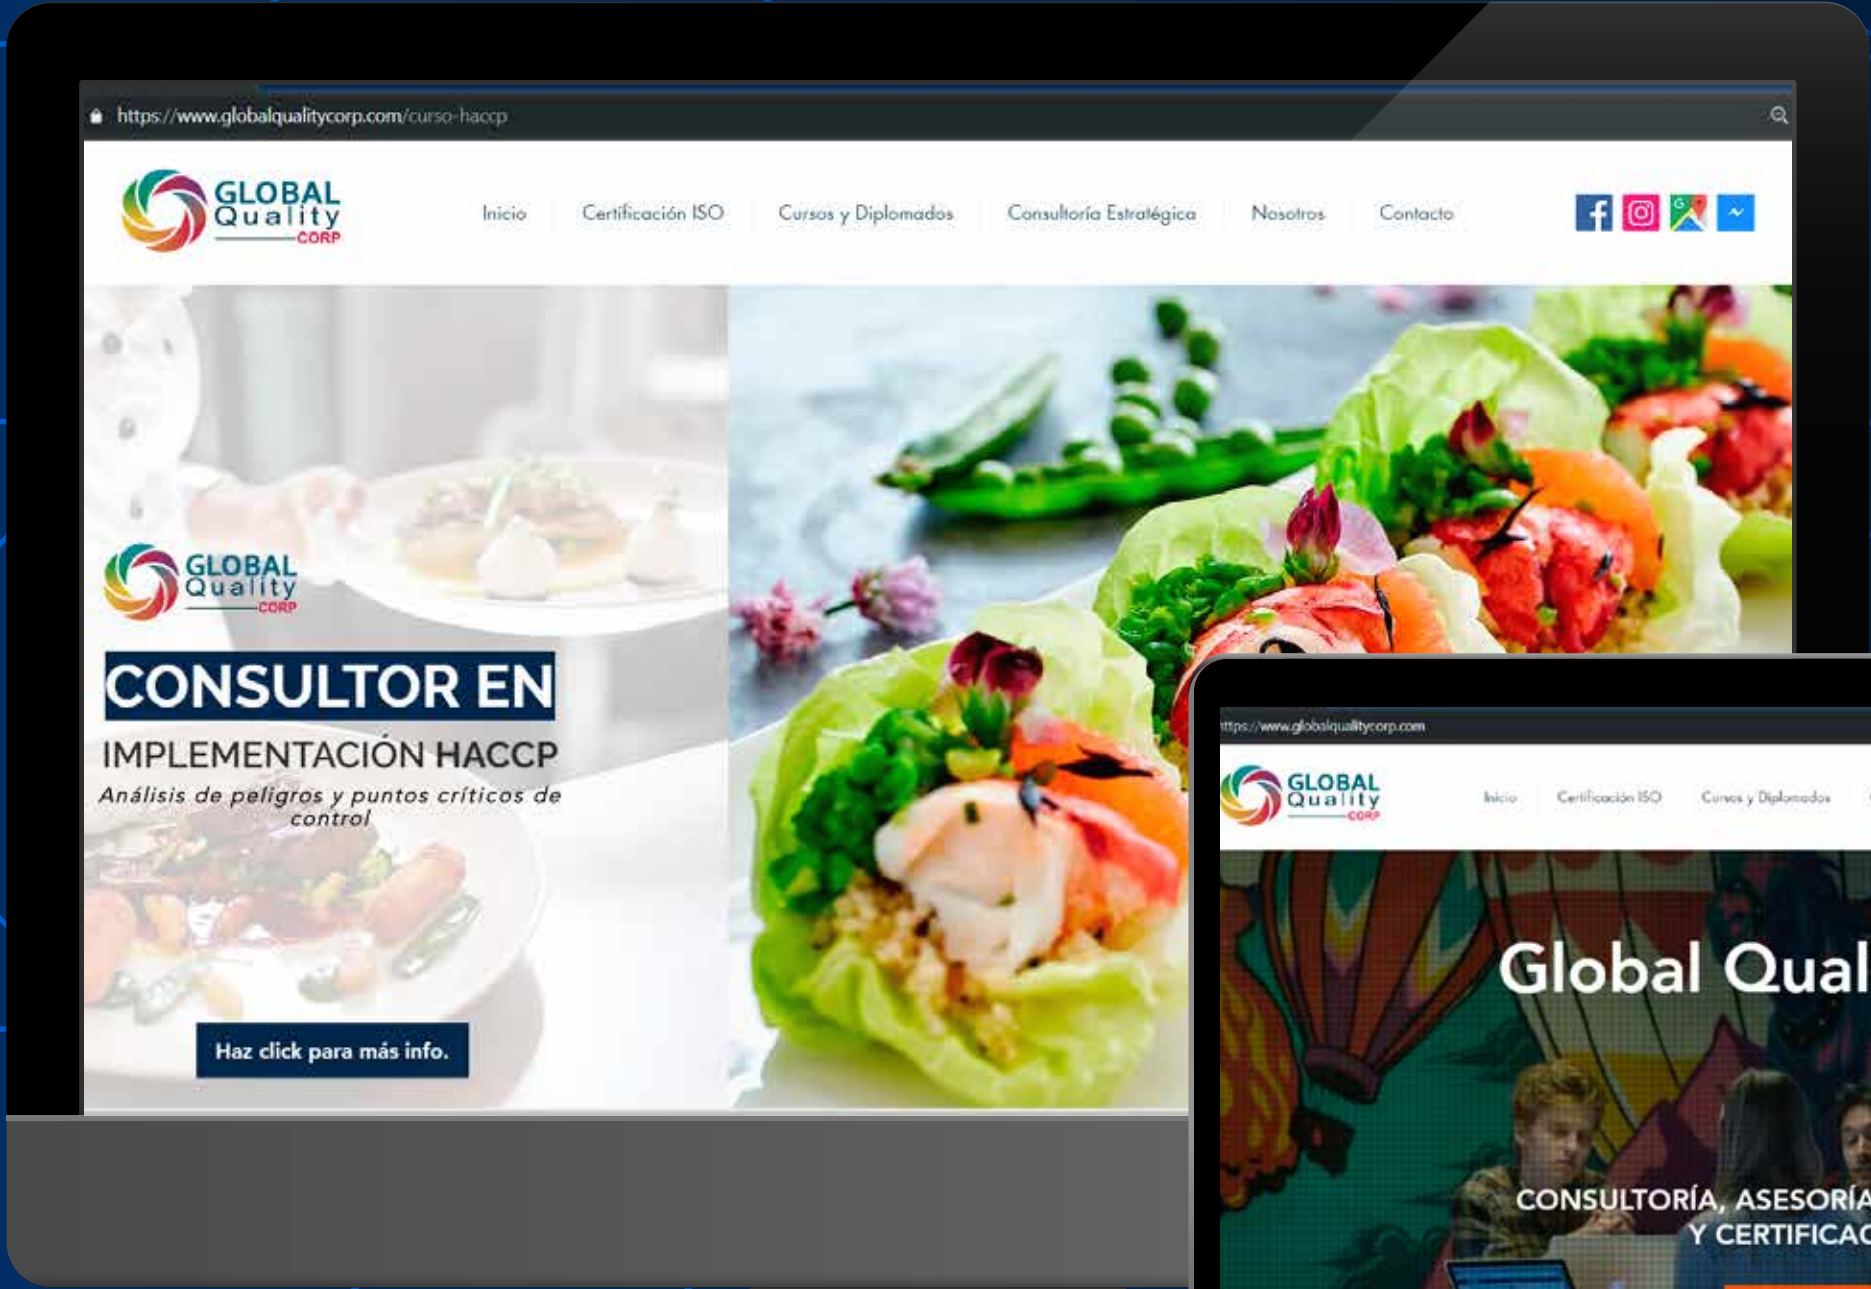 https://www.globalqualitycorp.com/curso-haccp
GLOBAL
Quality
CORP
Inicio
Certificación ISO
Cursos y Diplomados
Consultoría Estratégica
Nosotros
Contacto
GLOBAL
Quality
CORP
CONSULTOR EN
IMPLEMENTACIÓN HACCP
Análisis de peligros y puntos críticos de
control
Haz click para más info.
https://www.globalqualitycorp.com
GLOBAL
Quality
CORP
Inicio
Certificación ISO
Cursos y Diplomados
Global Qual
CONSULTORÍA, ASESORÍA
Y CERTIFICAC